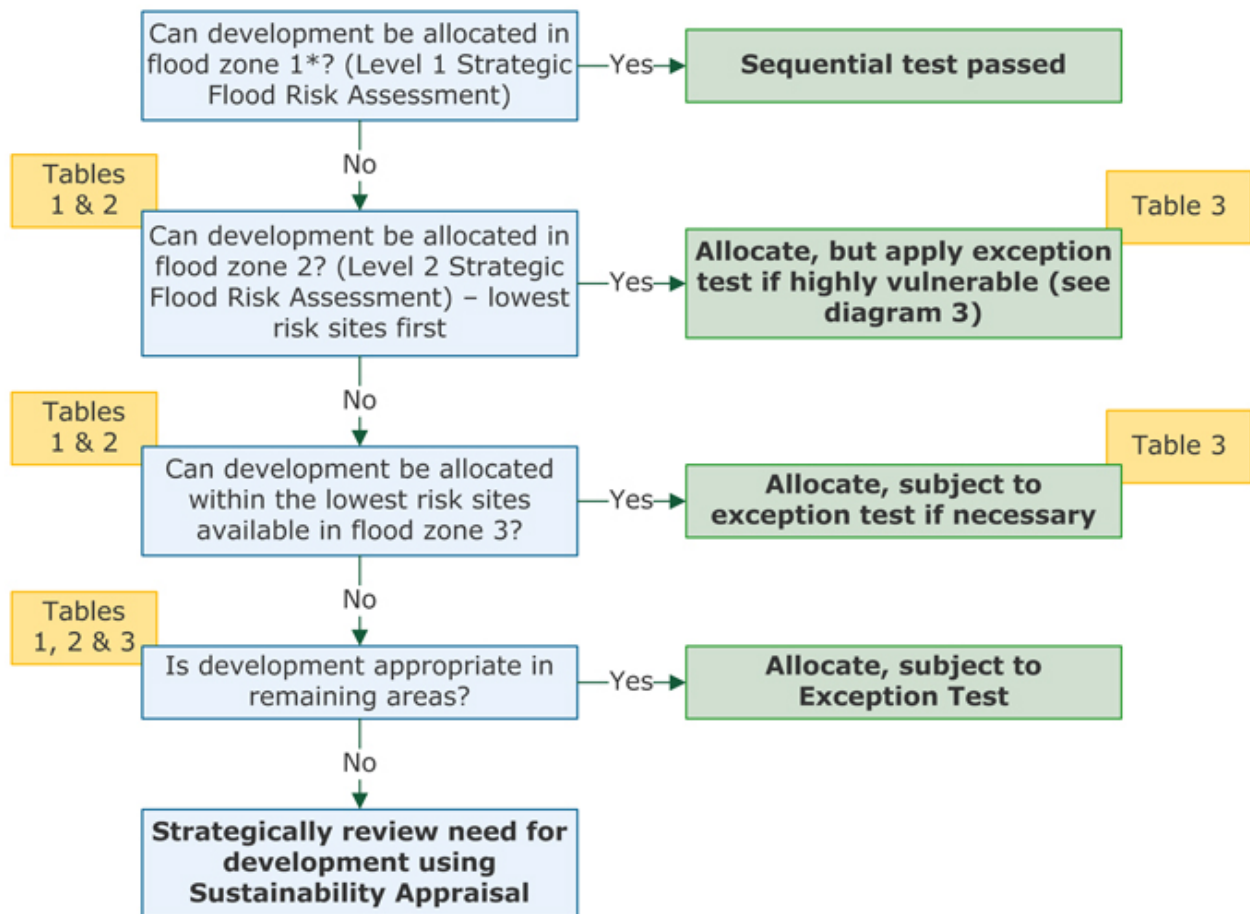 Can development be allocated in
flood zone 1*? (Level 1 Strategic
Flood Risk Assessment)
Yes
Sequential test passed
No
Tables
1 & 2
Can development be allocated in
flood zone 2? (Level 2 Strategic
Flood Risk Assessment) – lowest
risk sites first
Yes
Table 3
Allocate, but apply exception
test if highly vulnerable (see
diagram 3)
No
Tables
1 & 2
Can development be allocated
within the lowest risk sites
available in flood zone 3?
Yes
Table 3
Allocate, subject to
exception test if necessary
No
Tables
1, 2 & 3
Is development appropriate in
remaining areas?
Yes
Allocate, subject to
Exception Test
No
Strategically review need for
development using
Sustainability Appraisal